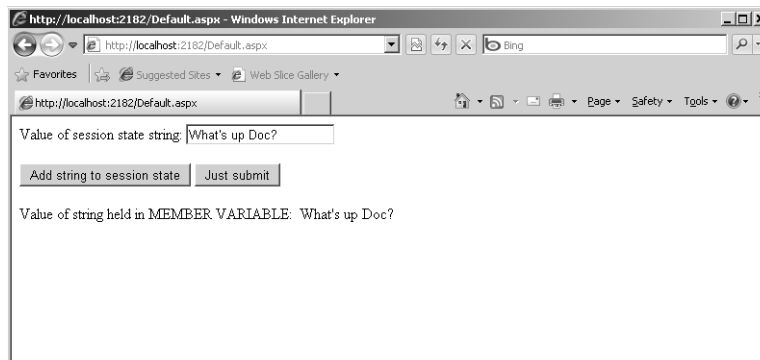 http://localhost:2182/Default.aspx - Windows Internet Explorer
http://localhost:2182/Default.aspx
Bing
Favorites
Suggested Sites
Web Slice Gallery
http://localhost:2182/Default.aspx
Page
Safety
Tools
Value of session state string: What's up Doc?
Add string to session state
Just submit
Value of string held in MEMBER VARIABLE: What's up Doc?